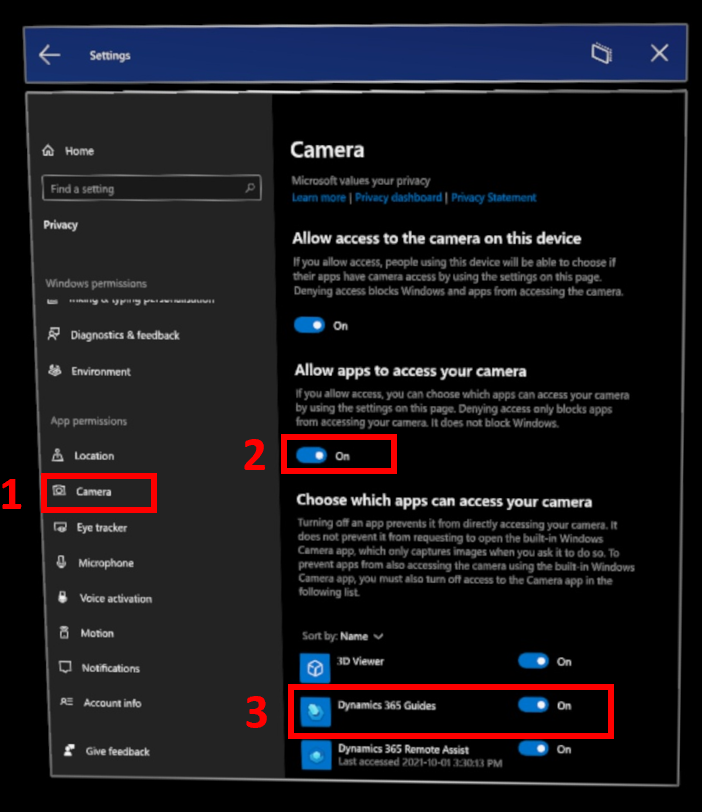 Settings
Home
Find a setting
Privacy
Windows permissions
Inking & typing personalisation
Diagnostics & feedback
Environment
App permissions
Location
1
Camera
Eye tracker
Microphone
Voice activation
Motion
Notifications
Account info
Give feedback
Camera
Microsoft values your privacy
Learn more | Privacy dashboard | Privacy Statement
Allow access to the camera on this device
If you allow access, people using this device will be able to choose if
their apps have camera access by using the settings on this page.
Denying access blocks Windows and apps from accessing the camera.
On
Allow apps to access your camera
If you allow access, you can choose which apps can access your camera
by using the settings on this page. Denying access only blocks apps
from accessing your camera. It does not block Windows.
2
On
Choose which apps can access your camera
Turning off an app prevents it from directly accessing your camera. It
does not prevent it from requesting to open the built-in Windows
Camera app, which only captures images when you ask it to do so. To
prevent apps from also accessing the camera using the built-in Windows
Camera app, you must also turn off access to the Camera app in the
following list.
Sort by: Name
3D Viewer On
3
Dynamics 365 Guides On
Dynamics 365 Remote Assist On
Last accessed 2021-10-01 3:30:13 PM